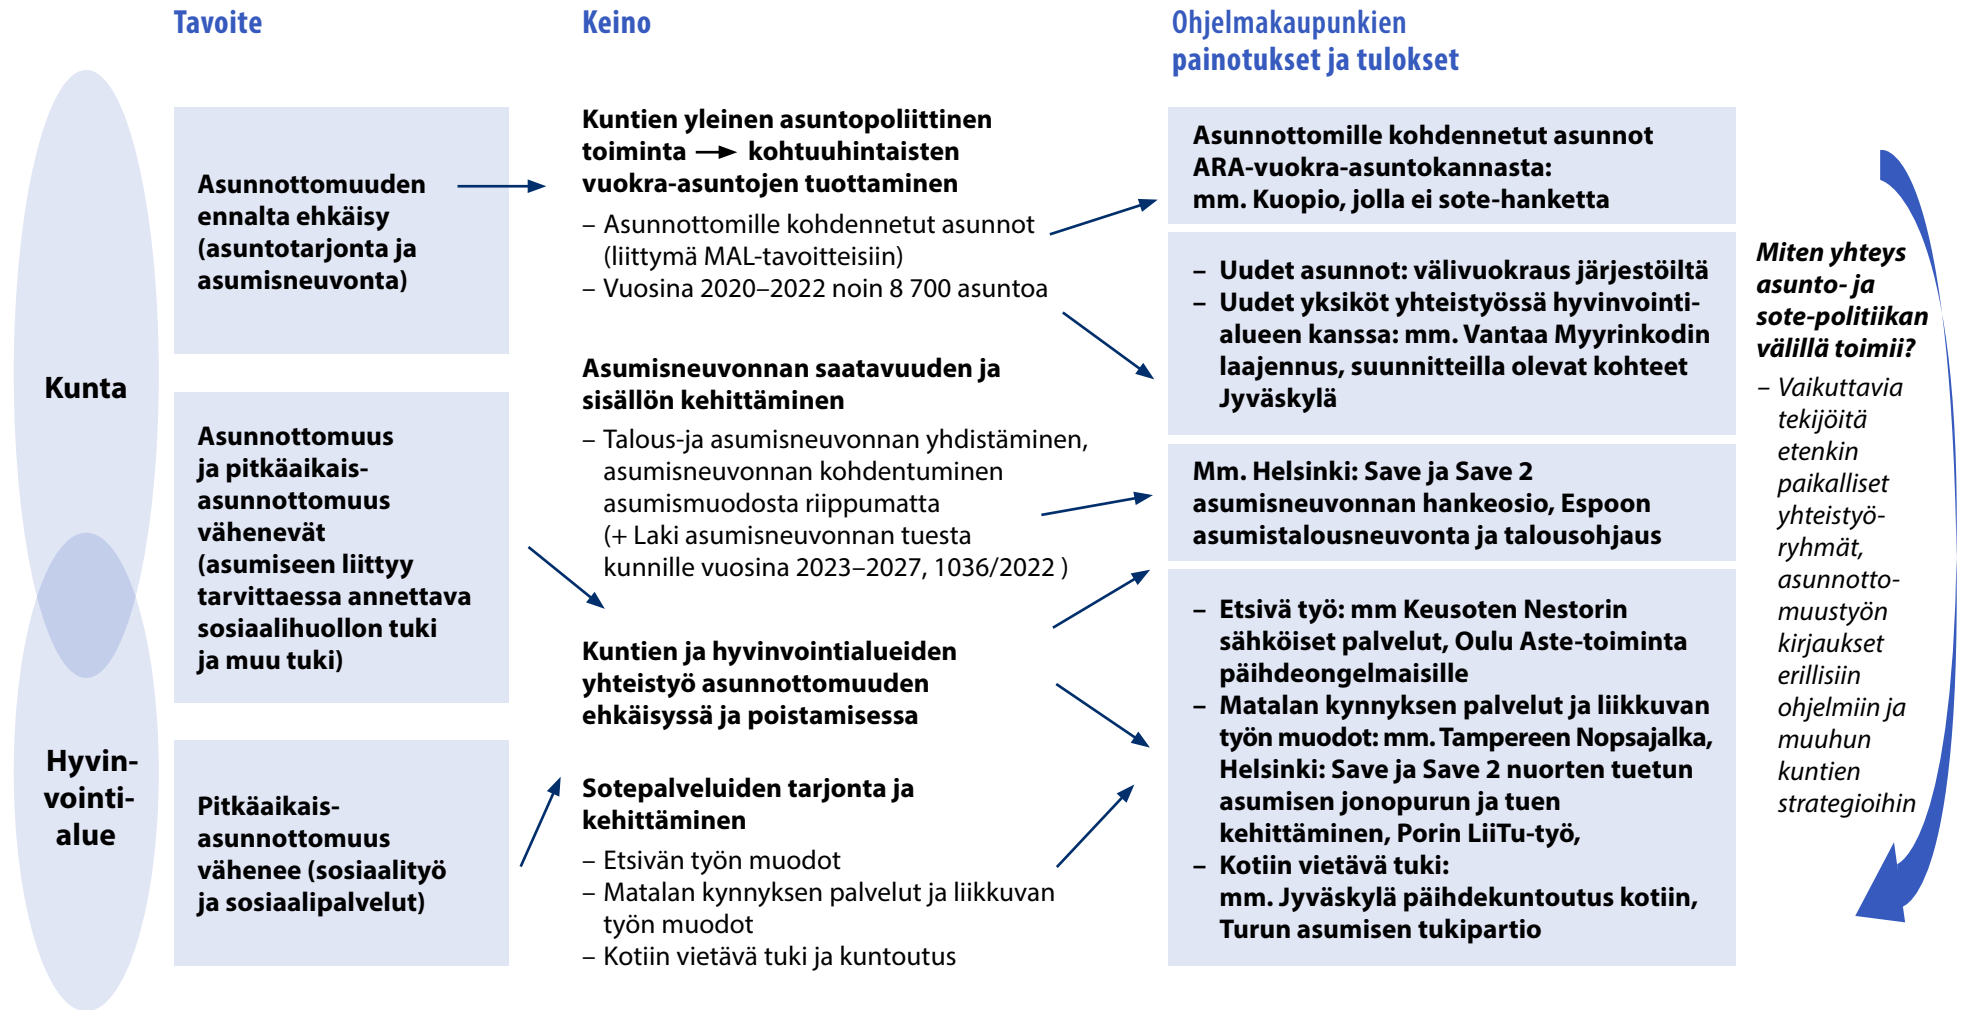 Tavoite
Keino
Ohjelmakaupunkien
painotukset ja tulokset
Kunta
Hyvin-
vointi-
alue
Asunnottomuuden
ennalta ehkäisy
(asuntotarjonta ja
asumisneuvonta)
Asunnottomuus
ja pitkäaikais-
asunnottomuus
vähenevät
(asumiseen liittyy
tarvittaessa annettava
sosiaalihuollon tuki
ja muu tuki)
Pitkäaikais-
asunnottomuus
vähenee (sosiaalityö
ja sosiaalipalvelut)
Kuntien yleinen asuntopoliittinen
toiminta → kohtuuhintaisten
vuokra-asuntojen tuottaminen
– Asunnottomille kohdennetut asunnot
(liittymä MAL-tavoitteisiin)
– Vuosina 2020–2022 noin 8 700 asuntoa
Asumisneuvonnan saatavuuden ja
sisällön kehittäminen
– Talous-ja asumisneuvonnan yhdistäminen,
asumisneuvonnan kohdentuminen
asumismuodosta riippumatta
(+ Laki asumisneuvonnan tuesta
kunnille vuosina 2023–2027, 1036/2022 )
Kuntien ja hyvinvointialueiden
yhteistyö asunnottomuuden
ehkäisyssä ja poistamisessa
Sotepalveluiden tarjonta ja
kehittäminen
– Etsivän työn muodot
– Matalan kynnyksen palvelut ja liikkuvan
työn muodot
– Kotiin vietävä tuki ja kuntoutus
Asunnottomille kohdennetut asunnot
ARA-vuokra-asuntokannasta:
mm. Kuopio, jolla ei sote-hanketta
– Uudet asunnot: välivuokraus järjestöiltä
– Uudet yksiköt yhteistyössä hyvinvointi-
alueen kanssa: mm. Vantaa Myyrinkodin
laajennus, suunnitteilla olevat kohteet
Jyväskylä
Mm. Helsinki: Save ja Save 2
asumisneuvonnan hankeosio, Espoon
asumistalousneuvonta ja talousohjaus
– Etsivä työ: mm Keusoten Nestorin
sähköiset palvelut, Oulu Aste-toiminta
päihdeongelmaisille
– Matalan kynnyksen palvelut ja liikkuvan
työn muodot: mm. Tampereen Nopsajalka,
Helsinki: Save ja Save 2 nuorten tuetun
asumisen jonopurun ja tuen
kehittäminen, Porin LiiTu-työ,
– Kotiin vietävä tuki:
mm. Jyväskylä päihdekuntoutus kotiin,
Turun asumisen tukipartio
Miten yhteys
asunto- ja
sote-politiikan
välillä toimii?
– Vaikuttavia
tekijöitä
etenkin
paikalliset
yhteistyö-
ryhmät,
asunnotto-
muustyön
kirjaukset
erillisiin
ohjelmiin ja
muuhun
kuntien
strategioihin